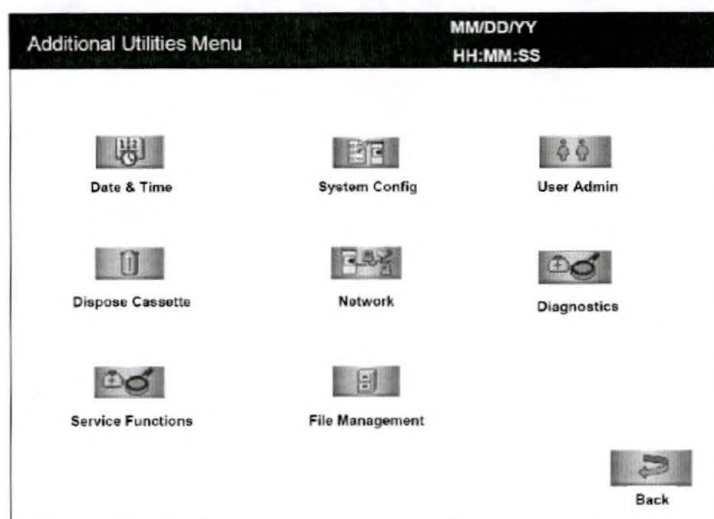 Additional Utilities Menu
MM/DD/YY
HH:MM:SS
Date & Time
System Config
User Admin
Dispose Cassette
Network
Diagnostics
Service Functions
File Management
Back